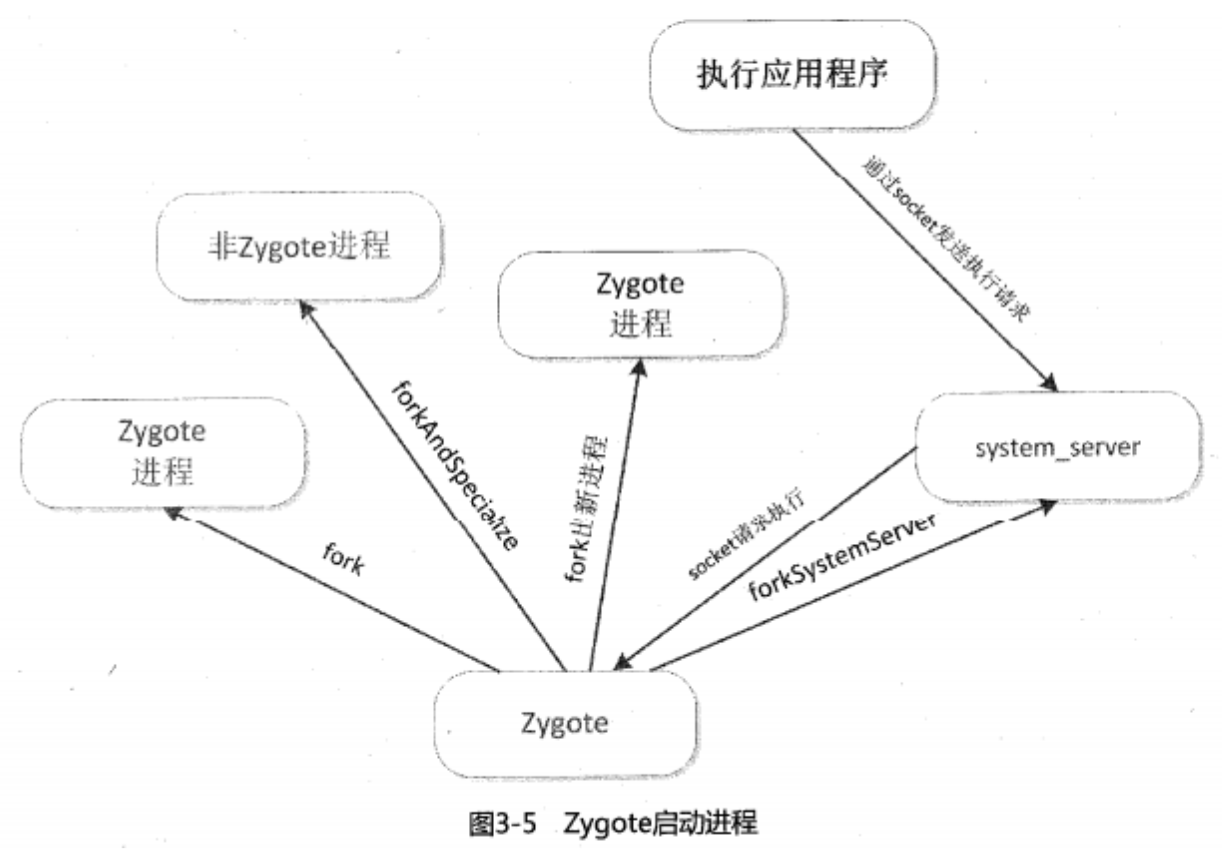 执行应用程序
通过socket发送执行请求
非Zygote进程
Zygote
进程
Zygote
进程
forkAndSpecialize
fork出新进程
system_server
socket请求执行
forkSystemServer
fork
Zygote
图3-5 Zygote启动进程